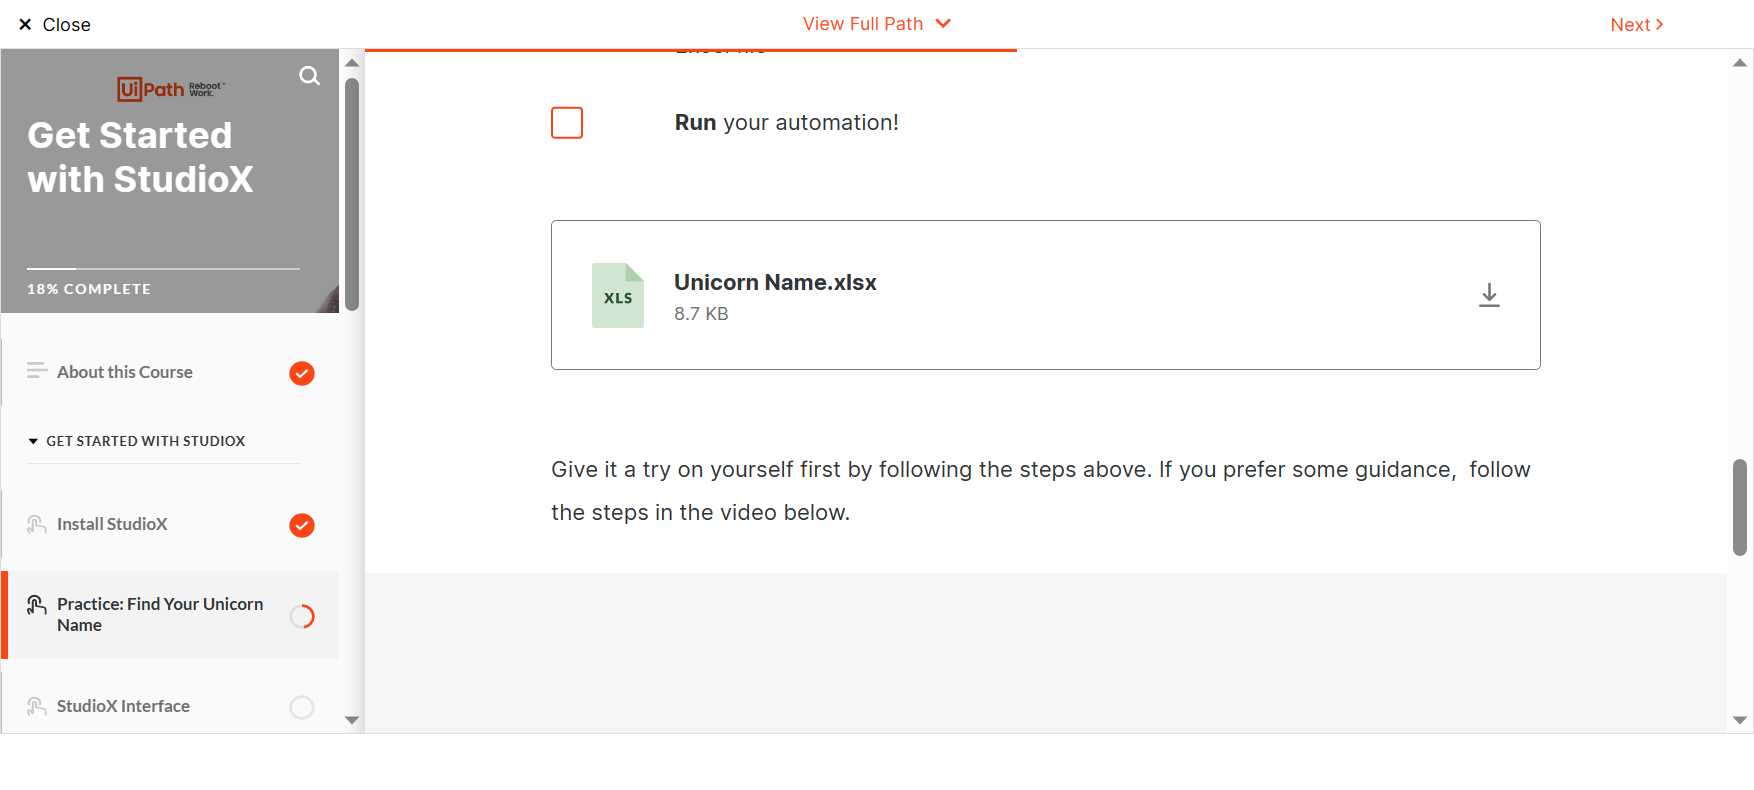 Close
View Full Path
Next
UiPath Reboot Work.
Get Started
with StudioX
18% COMPLETE
About this Course
GET STARTED WITH STUDIOX
Install StudioX
Practice: Find Your Unicorn
Name
StudioX Interface
Run your automation!
XLS
Unicorn Name.xlsx
8.7 KB
Give it a try on yourself first by following the steps above. If you prefer some guidance, follow
the steps in the video below.